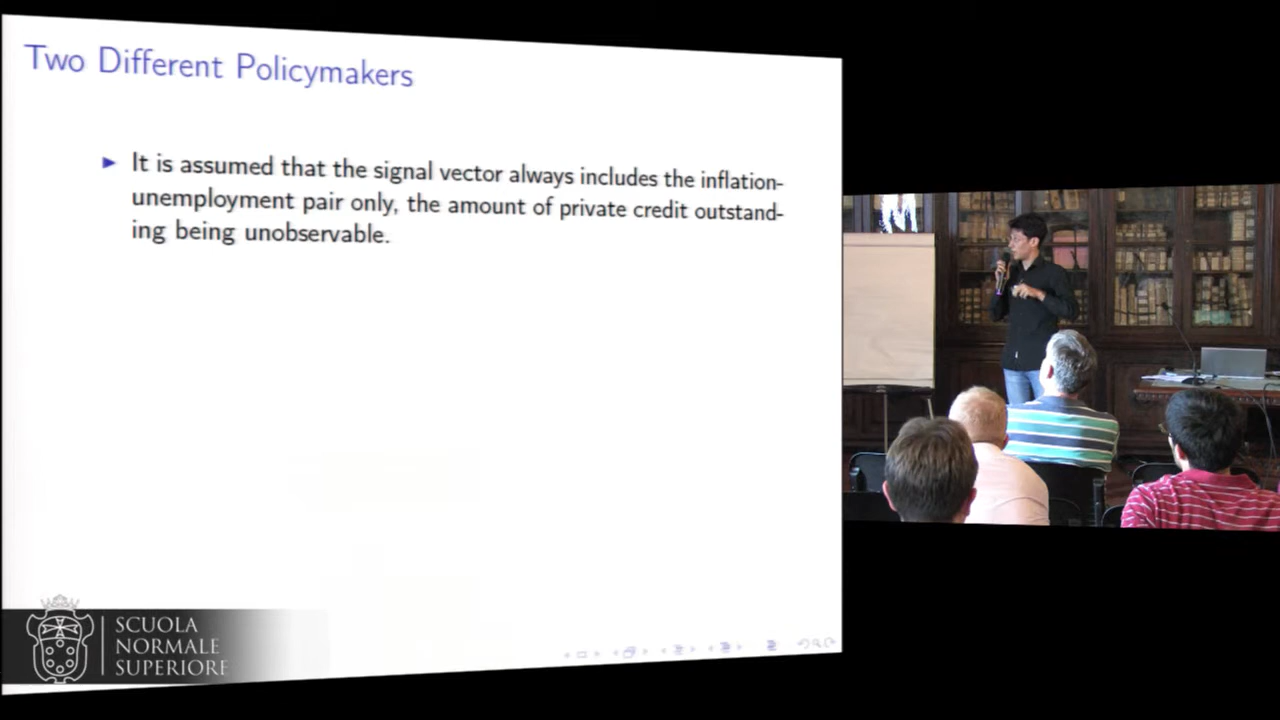 Two Different Policymakers
It is assumed that the signal vector always includes the inflation-
unemployment pair only, the amount of private credit outstand-
ing being unobservable.
SCUOLA
NORMALE
SUPERIORE